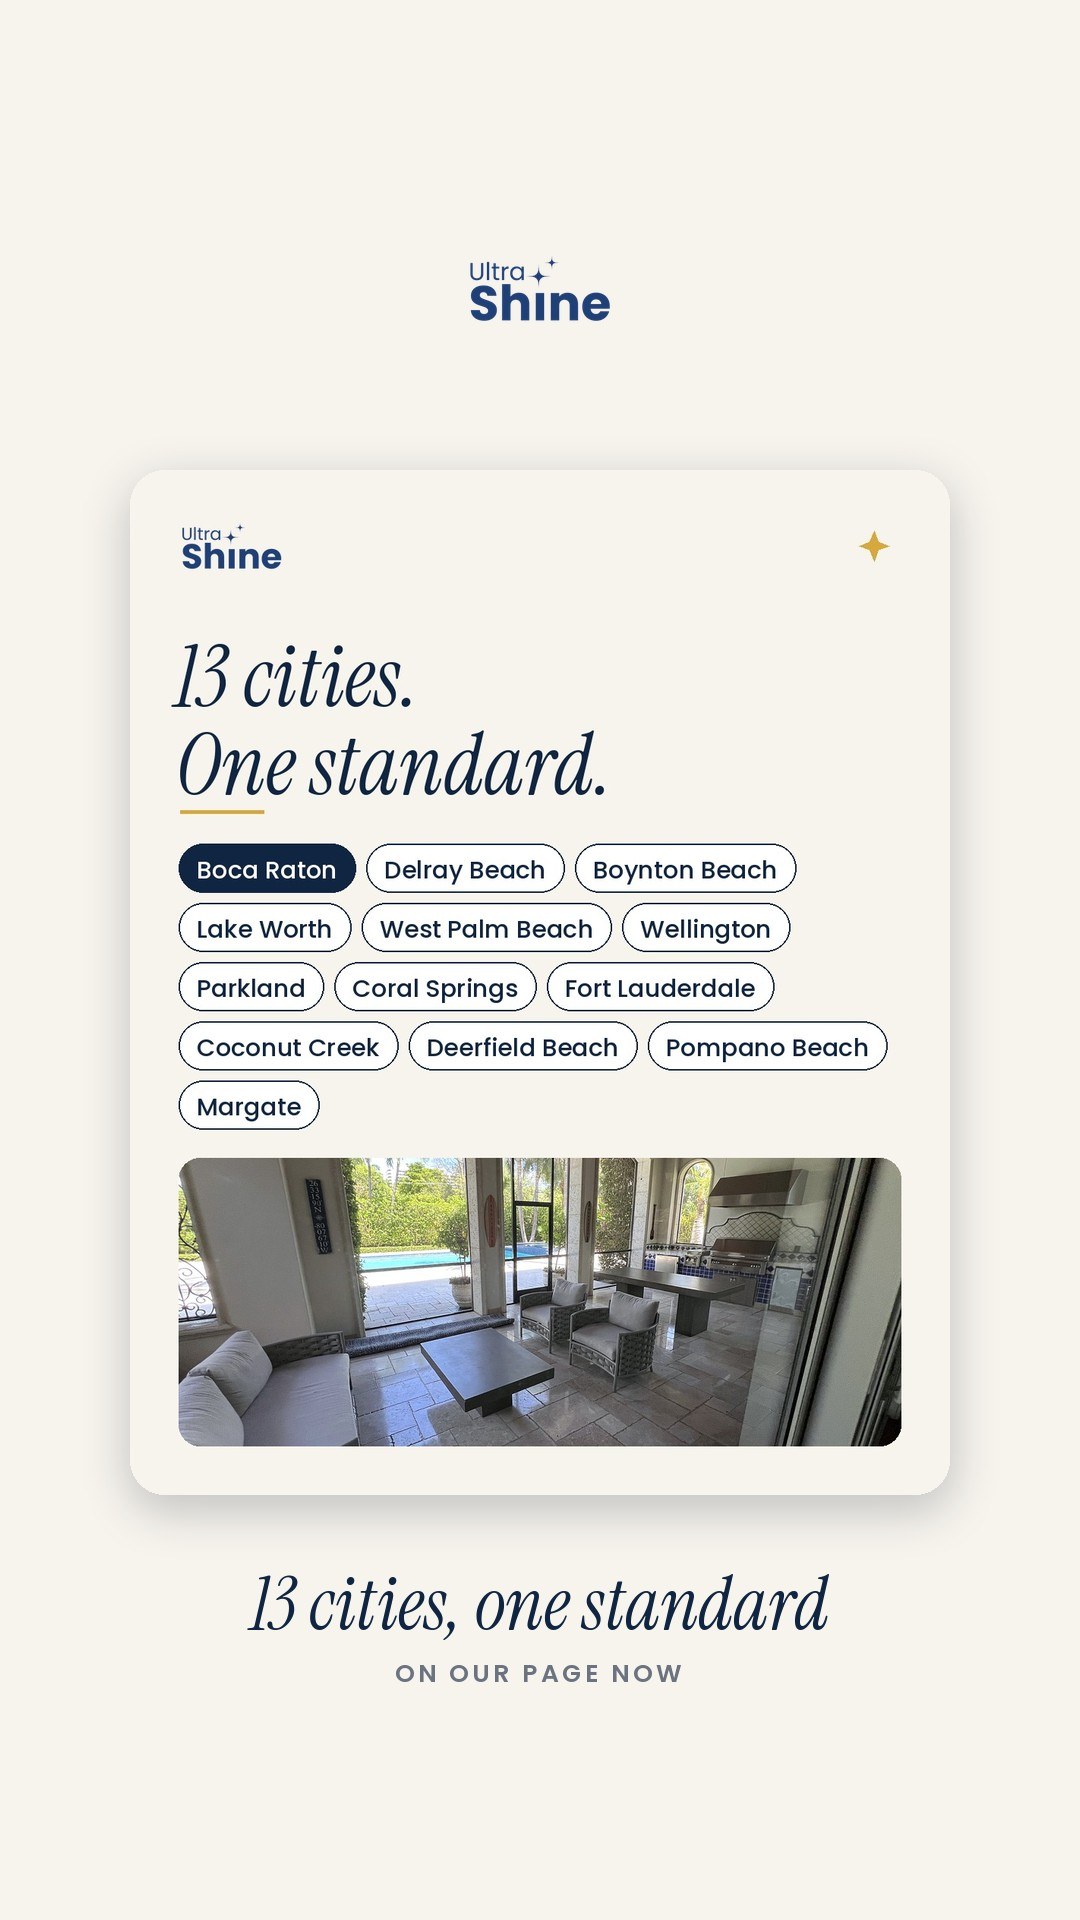 Ultra
Shine
Ultra
Shine
13 cities.
One standard.
Boca Raton Delray Beach Boynton Beach
Lake Worth West Palm Beach Wellington
Parkland Coral Springs Fort Lauderdale
Coconut Creek Deerfield Beach Pompano Beach
Margate
13 cities, one standard
ON OUR PAGE NOW